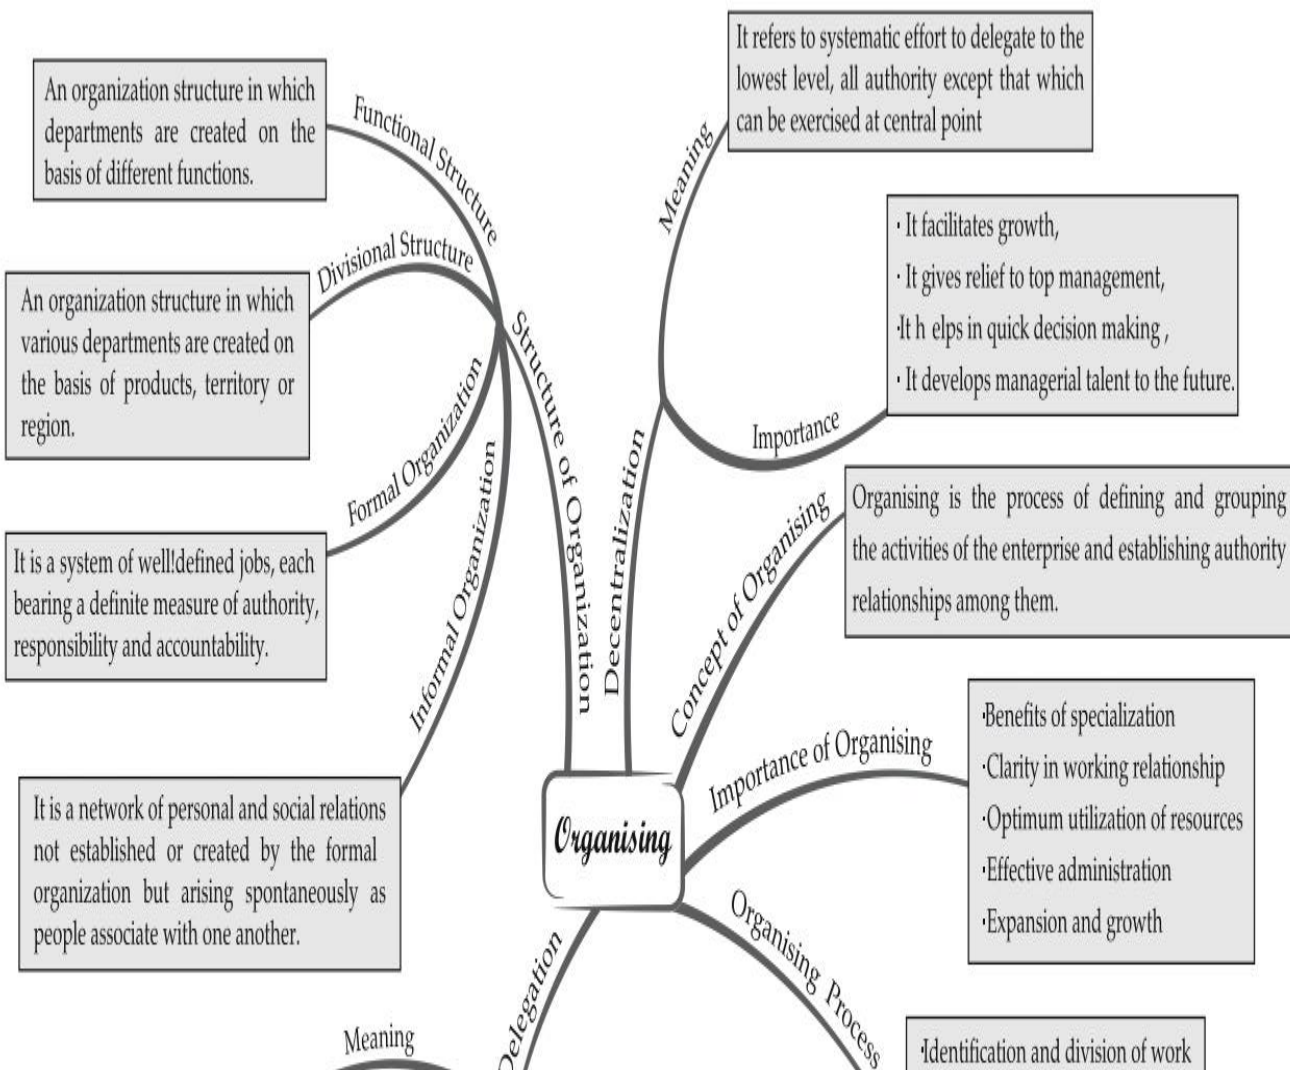 It refers to systematic effort to delegate to the
lowest level, all authority except that which
can be exercised at central point
An organization structure in which
departments are created on the
basis of different functions.
Functional Structure
Meaning
· It facilitates growth,
· It gives relief to top management,
·It h elps in quick decision making ,
· It develops managerial talent to the future.
Divisional Structure
An organization structure in which
various departments are created on
the basis of products, territory or
region.
Structure of Organization
Formal Organization
Importance
Decentralization
Informal Organization
Concept of Organising
Organising is the process of defining and grouping
the activities of the enterprise and establishing authority
relationships among them.
It is a system of well!defined jobs, each
bearing a definite measure of authority,
responsibility and accountability.
Importance of Organising
·Benefits of specialization
·Clarity in working relationship
·Optimum utilization of resources
·Effective administration
·Expansion and growth
It is a network of personal and social relations
not established or created by the formal
organization but arising spontaneously as
people associate with one another.
Organising
Organising Process
Delegation
Meaning
·Identification and division of work